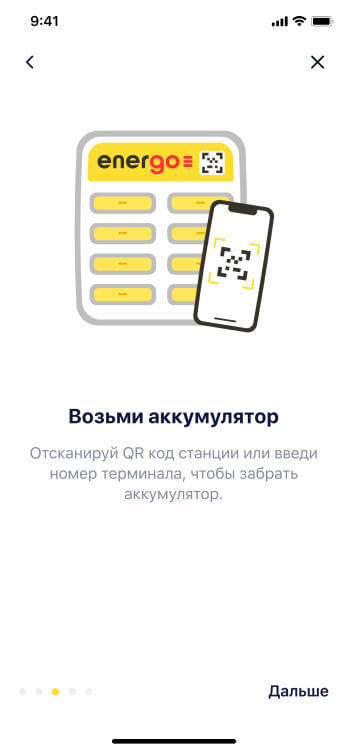 9:41
energo
Возьми аккумулятор
Отсканируй QR код станции или введи
номер терминала, чтобы забрать
аккумулятор.
Дальше